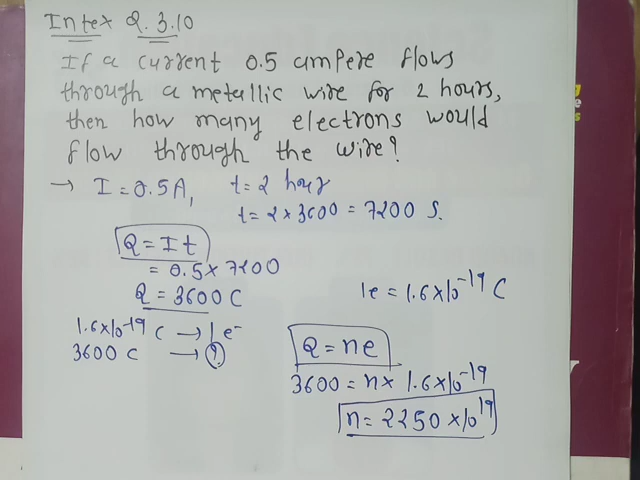 Intex Q.3.10
If a current 0.5 ampere flows
through a metallic wire for 2 hours,
then how many electrons would
flow through the wire?
→ I = 0.5A, t = 2 hour
t = 2 × 3600 = 7200 S.
Q = It
= 0.5 × 7200
Q = 3600 C
1e = 1.6×10⁻¹⁹ C
1.6×10⁻¹⁹ C → 1 e⁻
3600 C → ?
Q = ne
3600 = n × 1.6×10⁻¹⁹
n = 2250 × 10¹⁹